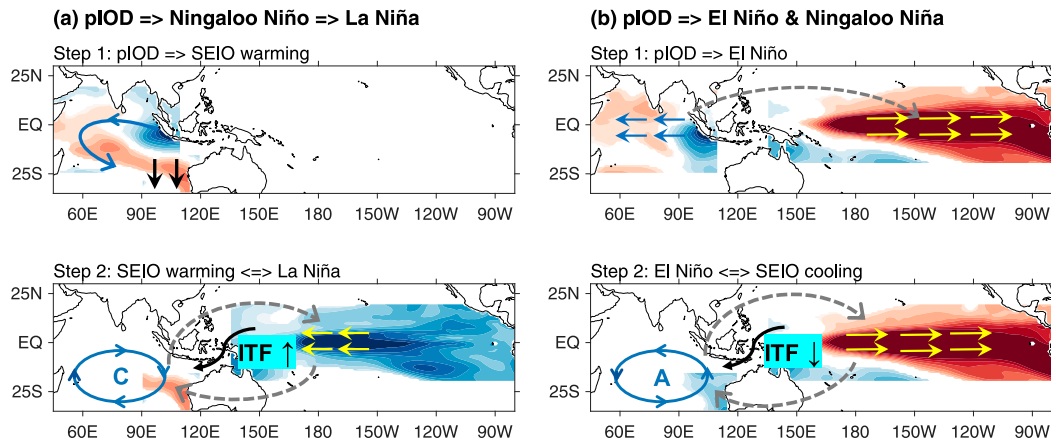 (a) pIOD => Ningaloo Niño => La Niña
Step 1: pIOD => SEIO warming
25N
EQ
25S
60E 90E 120E 150E 180 150W 120W 90W
Step 2: SEIO warming <=> La Niña
25N
EQ
25S
C
ITF ↑
60E 90E 120E 150E 180 150W 120W 90W
(b) pIOD => El Niño & Ningaloo Niña
Step 1: pIOD => El Niño
25N
EQ
25S
60E 90E 120E 150E 180 150W 120W 90W
Step 2: El Niño <=> SEIO cooling
25N
EQ
25S
A
ITF ↓
60E 90E 120E 150E 180 150W 120W 90W